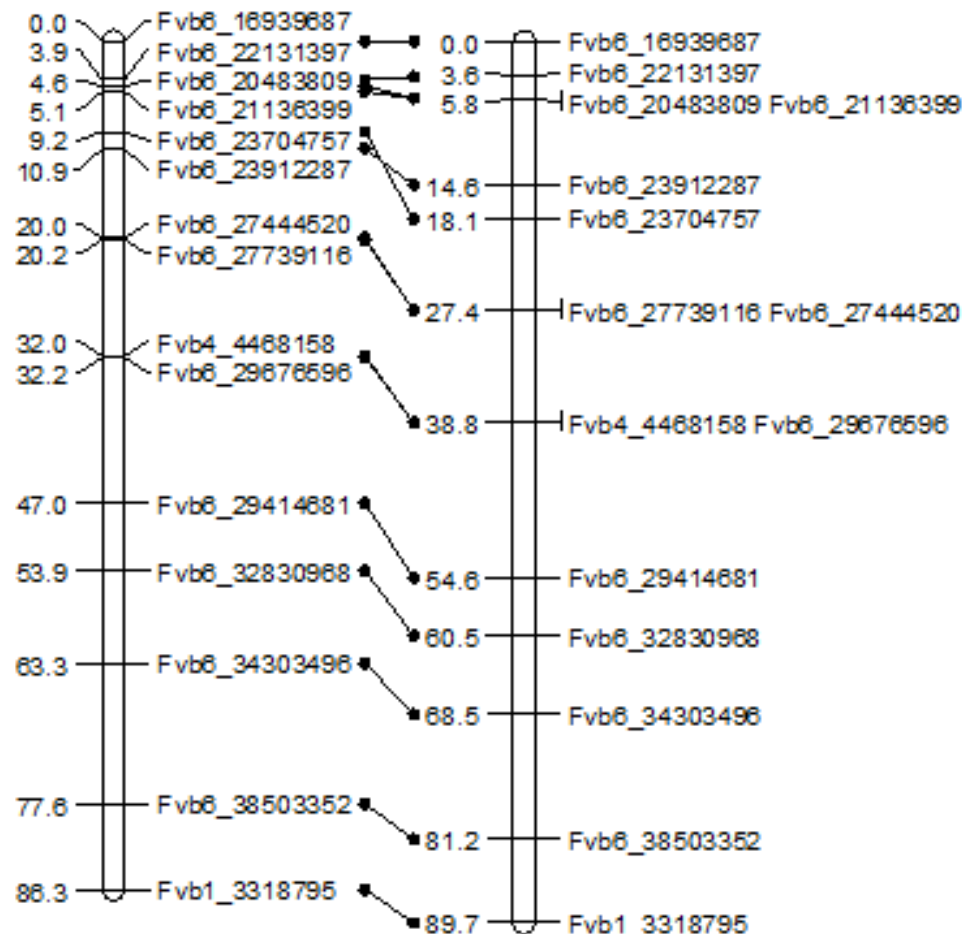 0.0 Fvb6_16939687
3.9 Fvb6_22131397
4.6 Fvb6_20483809
5.1 Fvb6_21136399
9.2 Fvb6_23704757
10.9 Fvb6_23912287
20.0 Fvb6_27444520
20.2 Fvb6_27739116
32.0 Fvb4_4468158
32.2 Fvb6_29676596
47.0 Fvb6_29414681
53.9 Fvb6_32830968
63.3 Fvb6_34303496
77.6 Fvb6_38503352
86.3 Fvb1_3318795
0.0 Fvb6_16939687
3.6 Fvb6_22131397
5.8 Fvb6_20483809 Fvb6_21136399
14.6 Fvb6_23912287
18.1 Fvb6_23704757
27.4 Fvb6_27739116 Fvb6_27444520
38.8 Fvb4_4468158 Fvb6_29676596
54.6 Fvb6_29414681
60.5 Fvb6_32830968
68.5 Fvb6_34303496
81.2 Fvb6_38503352
89.7 Fvb1_3318795